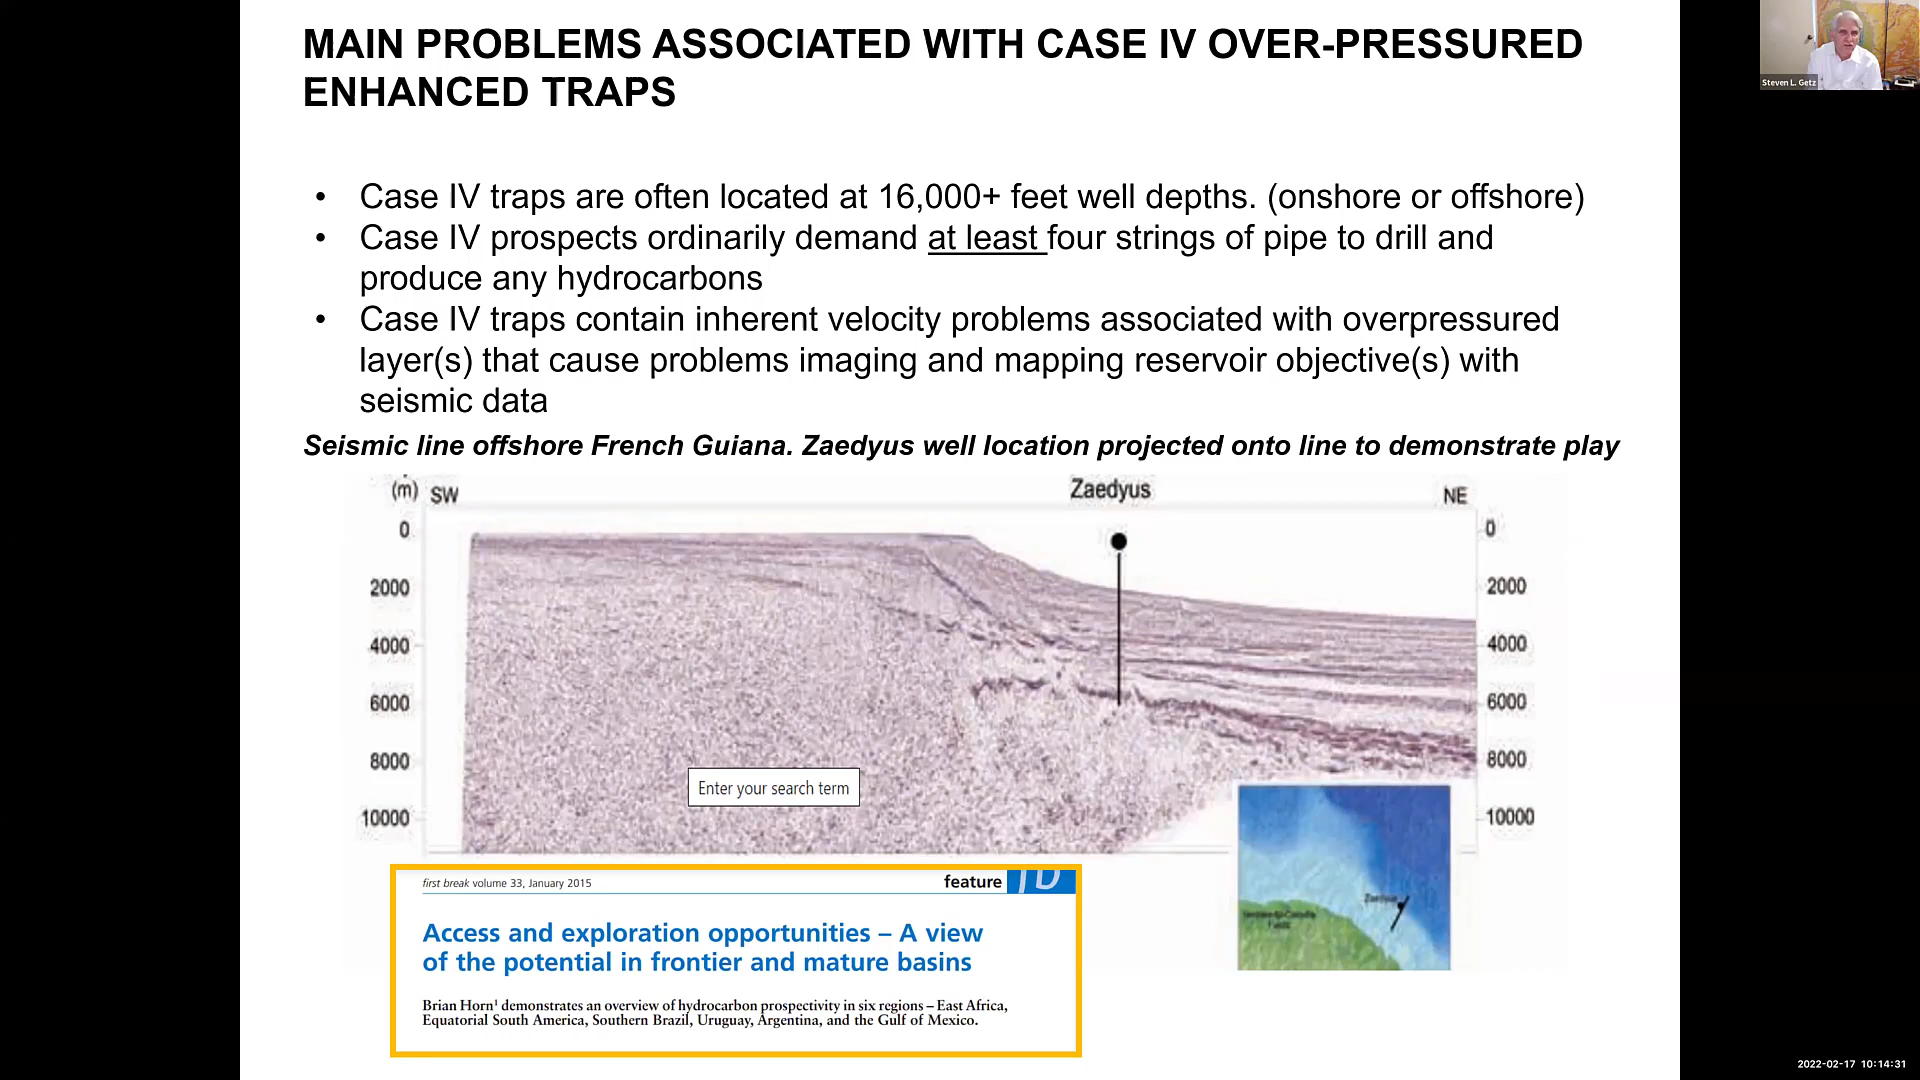 MAIN PROBLEMS ASSOCIATED WITH CASE IV OVER-PRESSURED
ENHANCED TRAPS
Steven L. Getz
• Case IV traps are often located at 16,000+ feet well depths. (onshore or offshore)
• Case IV prospects ordinarily demand at least four strings of pipe to drill and
produce any hydrocarbons
• Case IV traps contain inherent velocity problems associated with overpressured
layer(s) that cause problems imaging and mapping reservoir objective(s) with
seismic data
Seismic line offshore French Guiana. Zaedyus well location projected onto line to demonstrate play
(m) SW Zaedyus NE
0 0
2000 2000
4000 4000
6000 6000
8000 8000
10000 10000
Enter your search term
Zaedyus
first break volume 33, January 2015 feature
Access and exploration opportunities – A view
of the potential in frontier and mature basins
Brian Horn¹ demonstrates an overview of hydrocarbon prospectivity in six regions – East Africa,
Equatorial South America, Southern Brazil, Uruguay, Argentina, and the Gulf of Mexico.
2022-02-17 10:14:31